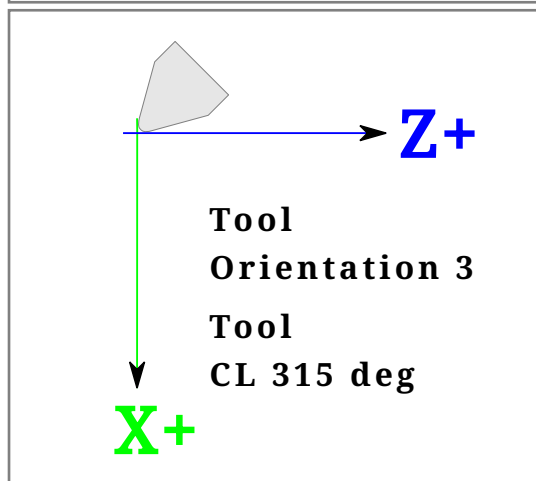 Z+
Tool
Orientation 3
Tool
CL 315 deg
X+